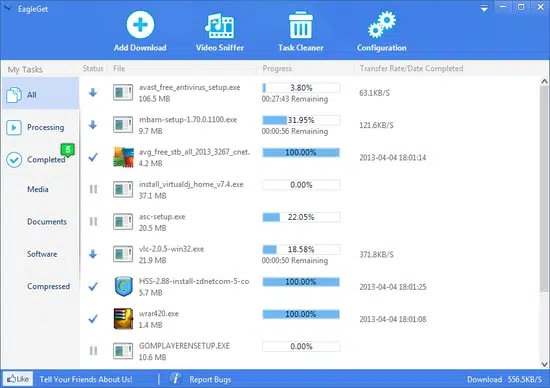 EagleGet
Add Download
Video Sniffer
Task Cleaner
Configuration
My Tasks
Status
File
Progress
Transfer Rate/Date Completed
All
Processing
Completed
5
Media
Documents
Software
Compressed
avast_free_antivirus_setup.exe
106.5 MB
3.80%
00:27:43 Remaining
63.1KB/S
mbam-setup-1.70.0.1100.exe
9.7 MB
31.95%
00:00:56 Remaining
121.6KB/S
avg_free_stb_all_2013_3267_cnet.
4.2 MB
100.00%
2013-04-04 18:01:14
install_virtualdj_home_v7.4.exe
37.1 MB
0.00%
asc-setup.exe
20.5 MB
22.05%
vlc-2.0.5-win32.exe
21.9 MB
18.58%
00:00:50 Remaining
371.8KB/S
HSS-2.88-install-zdnetcom-5-co
5.7 MB
100.00%
2013-04-04 18:01:25
wrar420.exe
1.4 MB
100.00%
2013-04-04 18:01:08
GOMPLAYERENSETUP.EXE
10.6 MB
0.00%
Like
Tell Your Friends About Us!
Report Bugs
Download 556.5KB/S